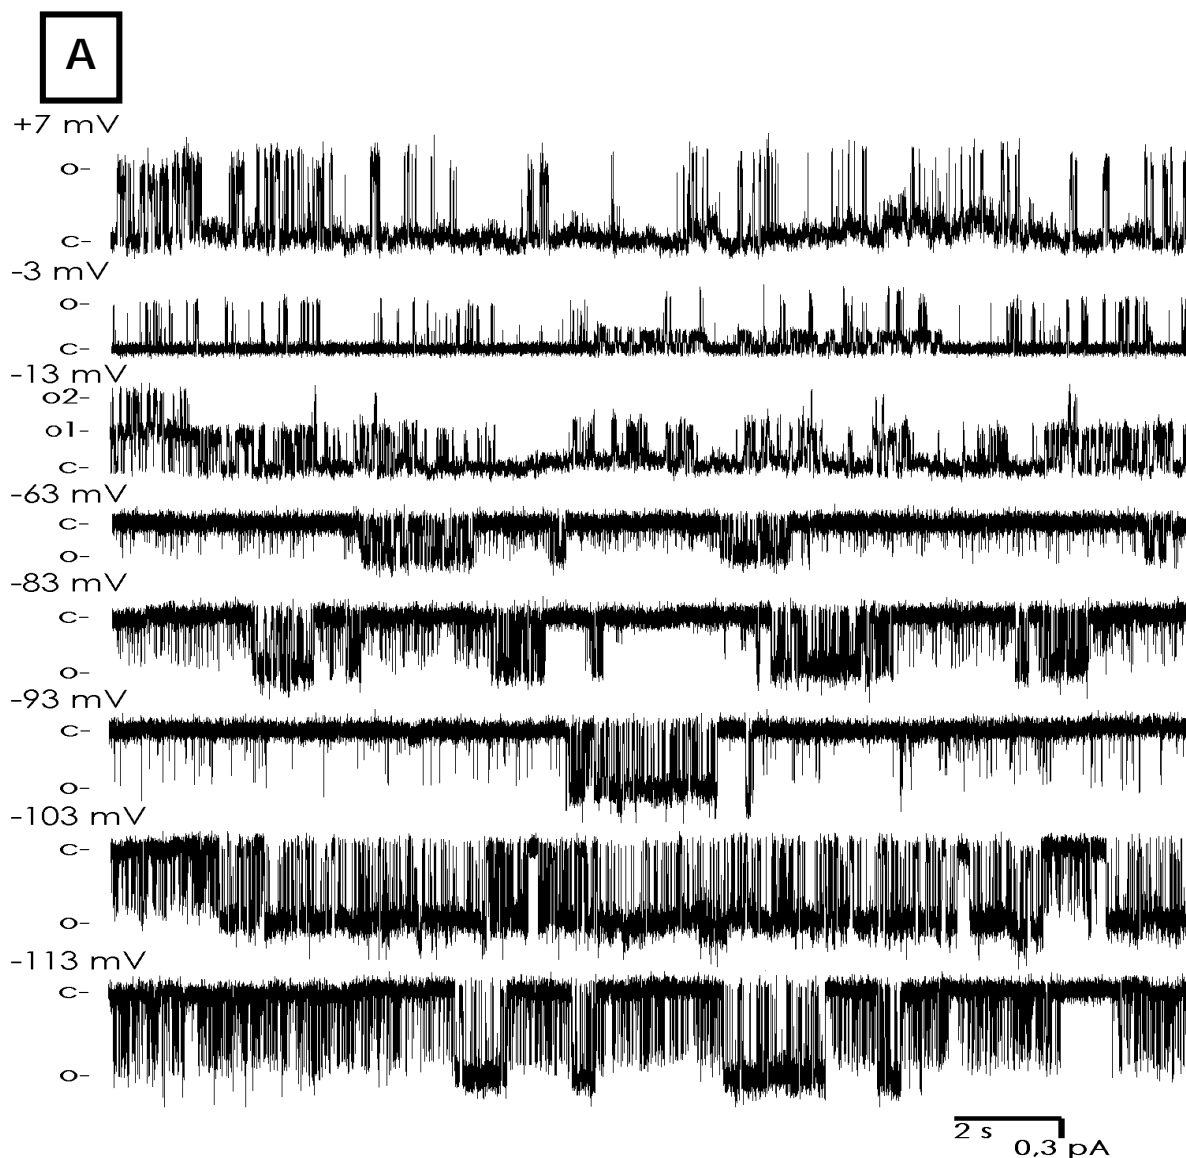 A
+7 mV
o-
c-
-3 mV
o-
c-
-13 mV
o2-
o1-
c-
-63 mV
c-
o-
-83 mV
c-
o-
-93 mV
c-
o-
-103 mV
c-
o-
-113 mV
c-
o-
2 s
0,3 pA